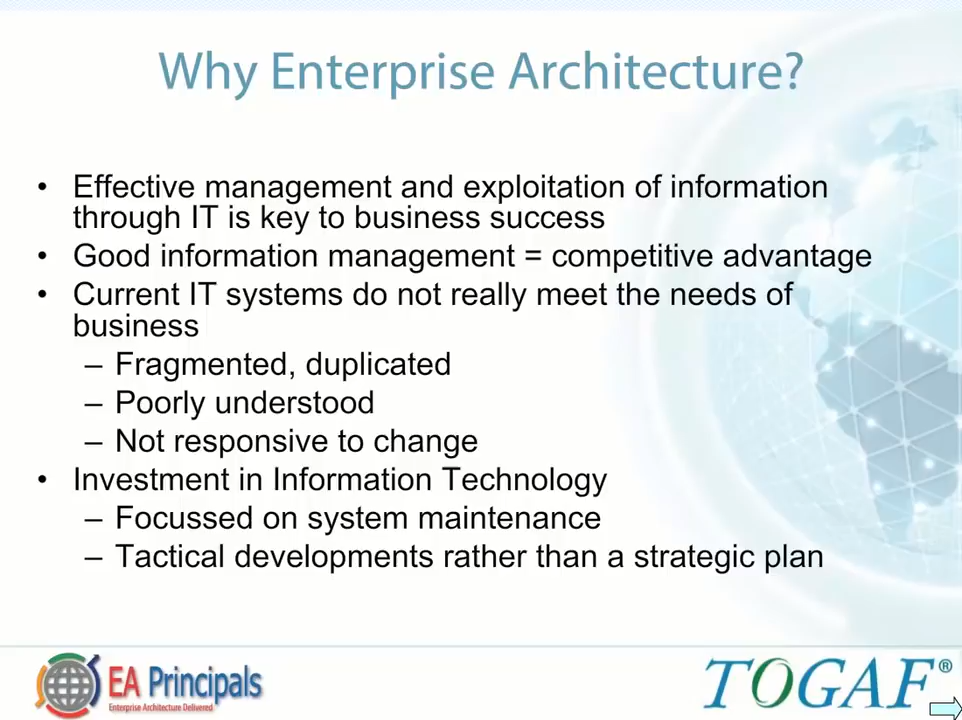 Why Enterprise Architecture?
• Effective management and exploitation of information
through IT is key to business success
• Good information management = competitive advantage
• Current IT systems do not really meet the needs of
business
– Fragmented, duplicated
– Poorly understood
– Not responsive to change
• Investment in Information Technology
– Focussed on system maintenance
– Tactical developments rather than a strategic plan
EA Principals
Enterprise Architecture Delivered
TOGAF®